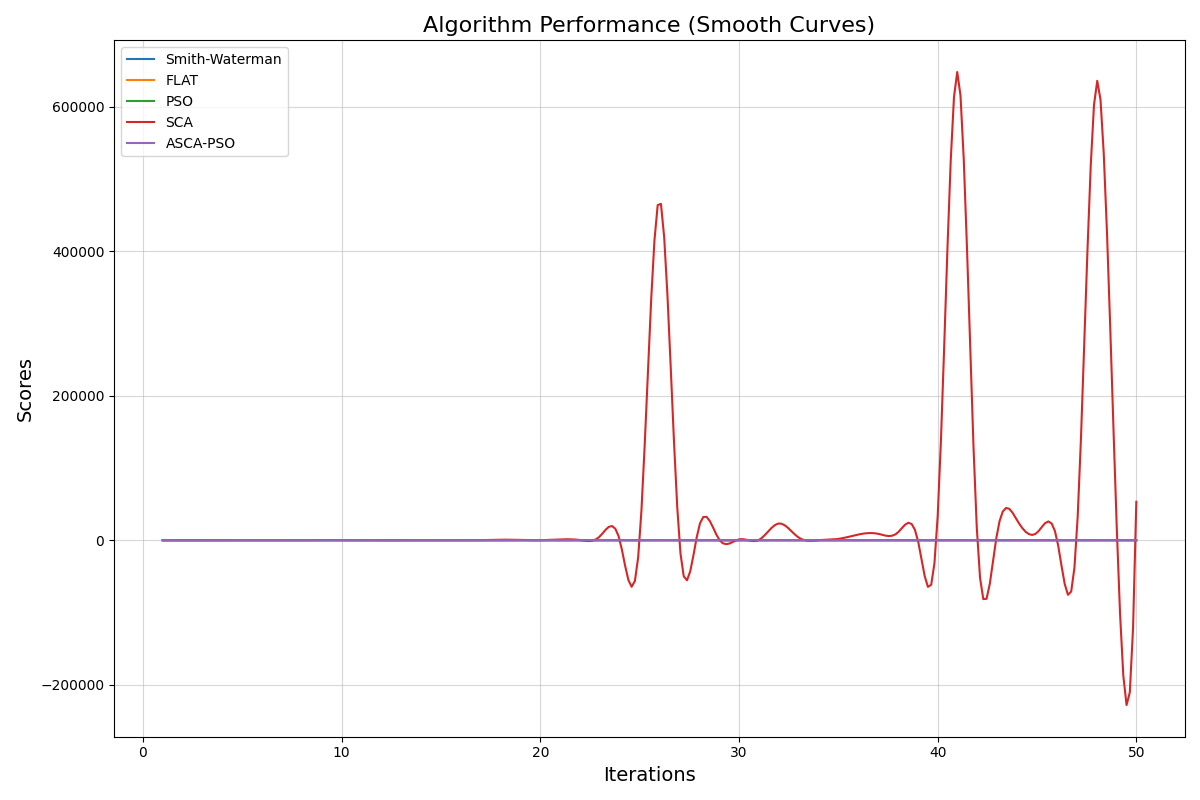 Algorithm Performance (Smooth Curves)
Smith-Waterman
FLAT
PSO
SCA
ASCA-PSO
Scores
600000
400000
200000
0
−200000
0 10 20 30 40 50
Iterations